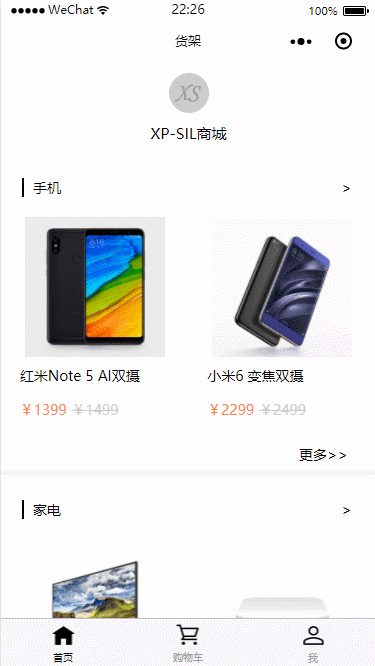 ●●●●● WeChat 22:26 100%
货架
XS
XP-SIL商城
手机 >
红米Note 5 AI双摄 小米6 变焦双摄
￥1399 ￥1499 ￥2299 ￥2499
更多>>
家电 >
首页 购物车 我